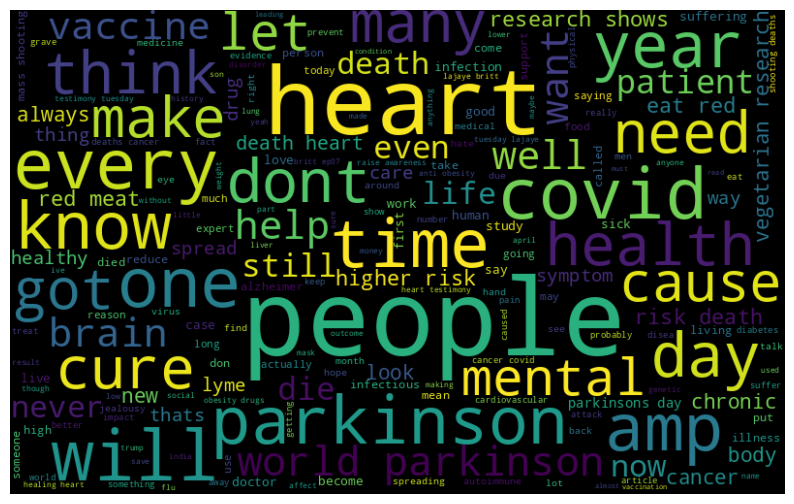 vaccine
let
many
research shows
year
suffering
mass shooting
grave
medicine
leading
prevent
evidence
disorder
person
lower
condition
come
lajaye britt
support
physical
shooting deaths
think
drug
death
infection
want
patient
son
testimony tuesday
history
today
right
heart
saying
eat red
vegetarian research
always
make
thing
deaths cancer
fact
lung
yeah
made
anything
maybe
good
medical
tuesday lajaye
food
really
need
death heart
even
hate
every
love
britt ep07
raise awareness
take
well
called
men
anyone
eye
weight
care
anti obesity
around
due
must
read
eat
red meat
without
much
dont
life
covid
way
know
little
part
show
work
first
number
human
study
sick
expert
help
time
april
healthy
died
reduce
spread
liver
money
still
going
health
got
one
ive
alzheimer
keep
higher risk
heart testimony
say
symptom
cause
reason
virus
hand
pain
may
brain
case
find
people
caused
see
probably
risk death
living
diabetes
treat
long
don
outcome
mask
cancer covid
disea
talk
result
cure
actually
month
hope
look
making
mental
day
used
though
live
new
lyme
infectious
mean
cardiovascular
genetic
suffer
never
low
social
jealousy
impact
better
thats
die
obesity drugs
getting
parkinson
attack
parkinsons day
chronic
back
put
amp
someone
high
trump
save
india
use
away
doctor
world parkinson
become
lot
illness
now
body
will
world
something
flu
affect
spreading
autoimmune
article
almost
cancer
name
healing heart
vaccination